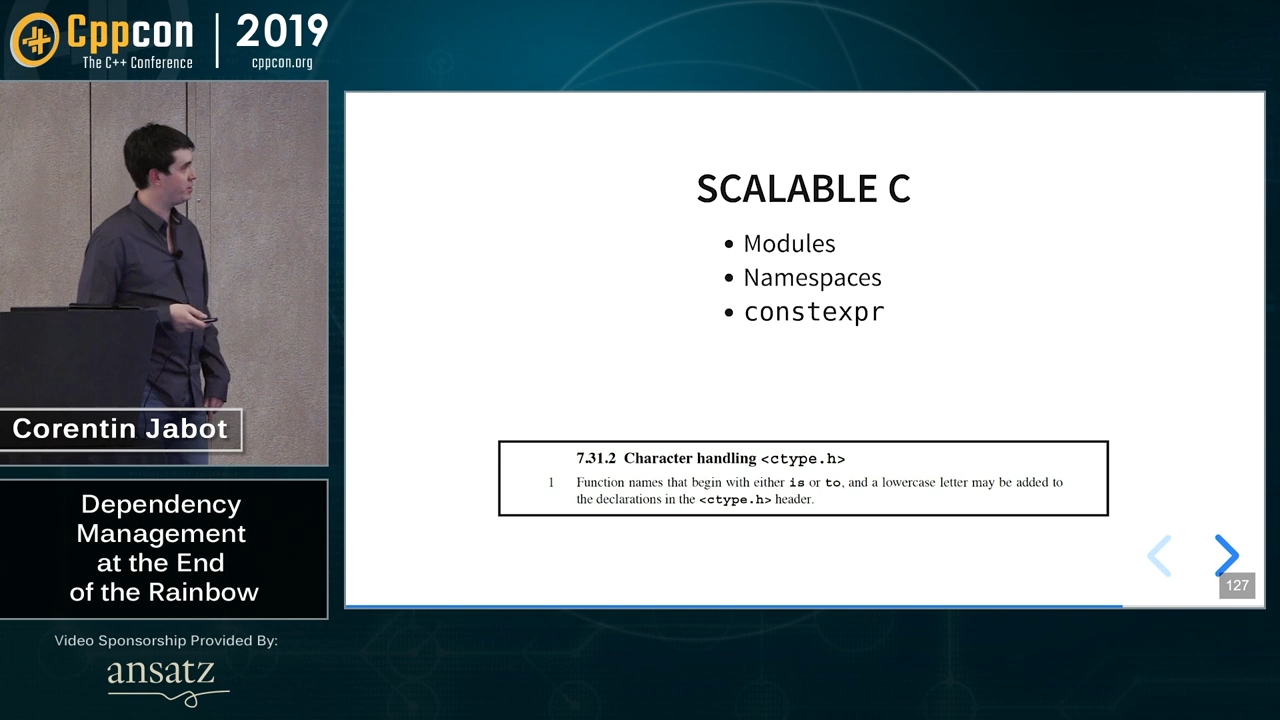 Cppcon
The C++ Conference
2019
cppcon.org
Corentin Jabot
Dependency
Management
at the End
of the Rainbow
Video Sponsorship Provided By:
ansatz
SCALABLE C
• Modules
• Namespaces
• constexpr
7.31.2 Character handling <ctype.h>
1 Function names that begin with either is or to, and a lowercase letter may be added to
the declarations in the <ctype.h> header.
127